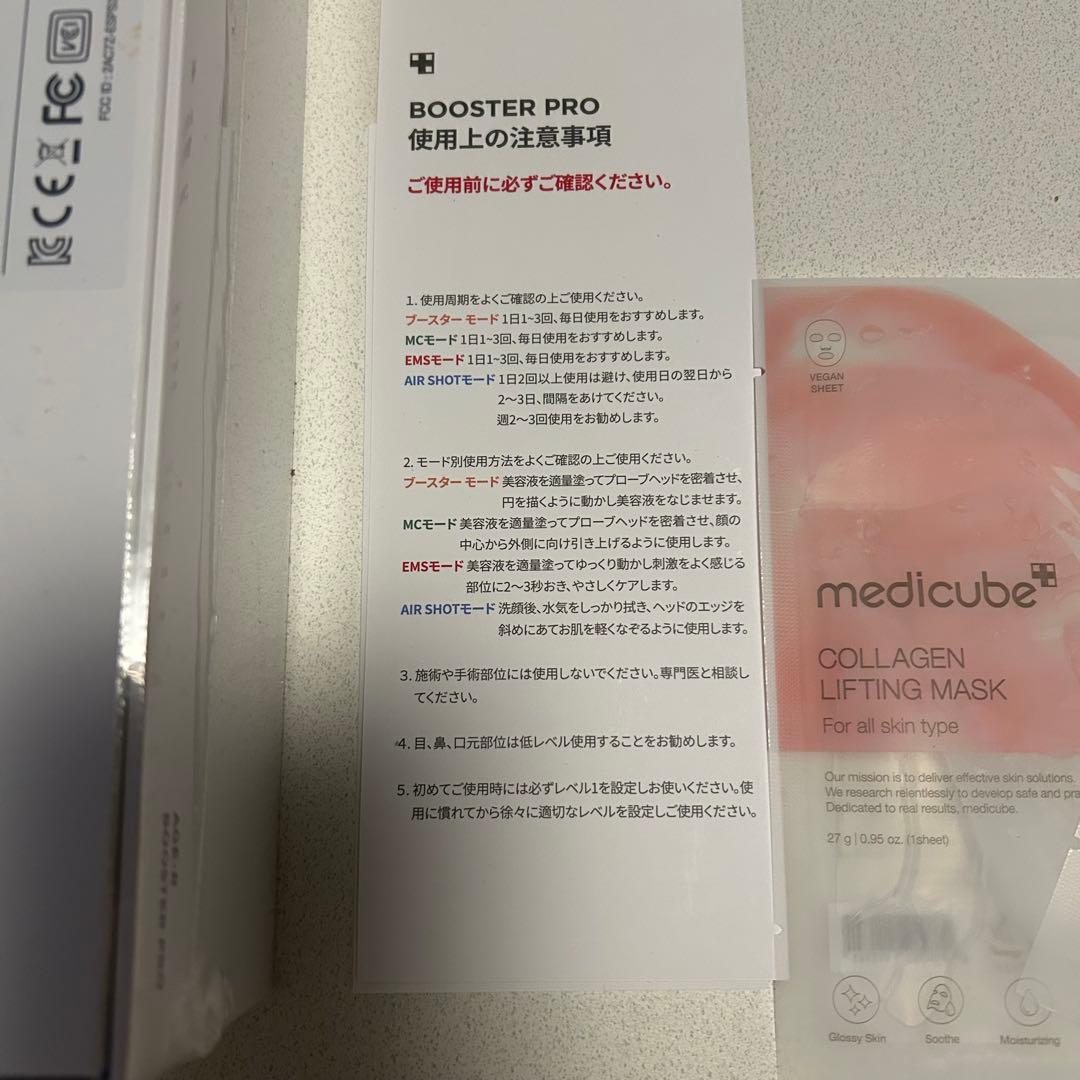 FCC ID : 2AC7Z-ESPS
BOOSTER PRO
使用上の注意事項
ご使用前に必ずご確認ください。
1. 使用周期をよくご確認の上ご使用ください。
ブースター モード 1日1~3回、毎日使用をおすすめします。
MCモード 1日1~3回、毎日使用をおすすめします。
EMSモード 1日1~3回、毎日使用をおすすめします。
AIR SHOTモード 1日2回以上使用は避け、使用日の翌日から
2〜3日、間隔をあけてください。
週2〜3回使用をお勧めします。
2. モード別使用方法をよくご確認の上ご使用ください。
ブースター モード 美容液を適量塗ってプローブヘッドを密着させ、
円を描くように動かし美容液をなじませます。
MCモード 美容液を適量塗ってプローブヘッドを密着させ、顔の
中心から外側に向け引き上げるように使用します。
EMSモード 美容液を適量塗ってゆっくり動かし刺激をよく感じる
部位に2〜3秒おき、やさしくケアします。
AIR SHOTモード 洗顔後、水気をしっかり拭き、ヘッドのエッジを
斜めにあてお肌を軽くなぞるように使用します。
3. 施術や手術部位には使用しないでください。専門医と相談し
てください。
4. 目、鼻、口元部位は低レベル使用することをお勧めします。
5. 初めてご使用時には必ずレベル1を設定しお使いください。使
用に慣れてから徐々に適切なレベルを設定しご使用ください。
VEGAN
SHEET
medicube
COLLAGEN
LIFTING MASK
For all skin type
Our mission is to deliver effective skin solutions.
We research relentlessly to develop safe and pra
Dedicated to real results, medicube.
27 g | 0.95 oz. (1sheet)
Glossy Skin
Soothe
Moisturizing